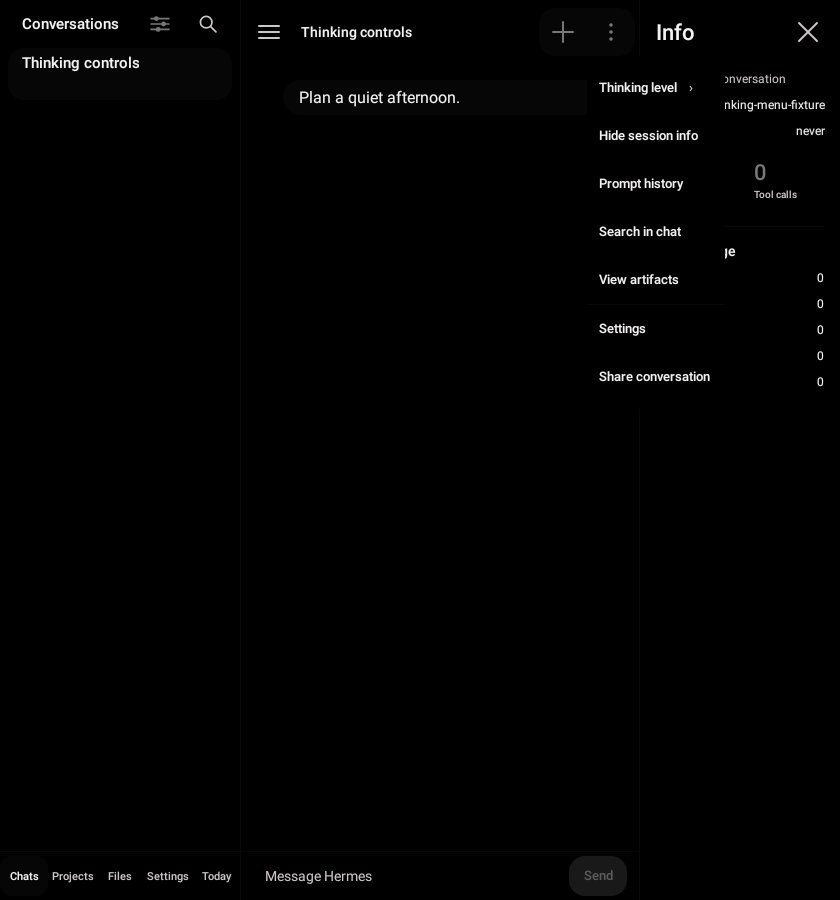 Conversations
Thinking controls
Thinking controls
Plan a quiet afternoon.
Thinking level ›
Hide session info
Prompt history
Search in chat
View artifacts
Settings
Share conversation
Info
onversation
nking-menu-fixture
never
0
Tool calls
ge
0
0
0
0
0
Chats Projects Files Settings Today
Message Hermes
Send